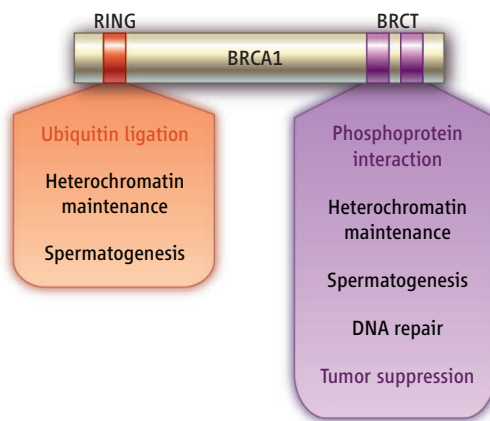 RING
BRCT
BRCA1
Ubiquitin ligation
Heterochromatin
maintenance
Spermatogenesis
Phosphoprotein
interaction
Heterochromatin
maintenance
Spermatogenesis
DNA repair
Tumor suppression